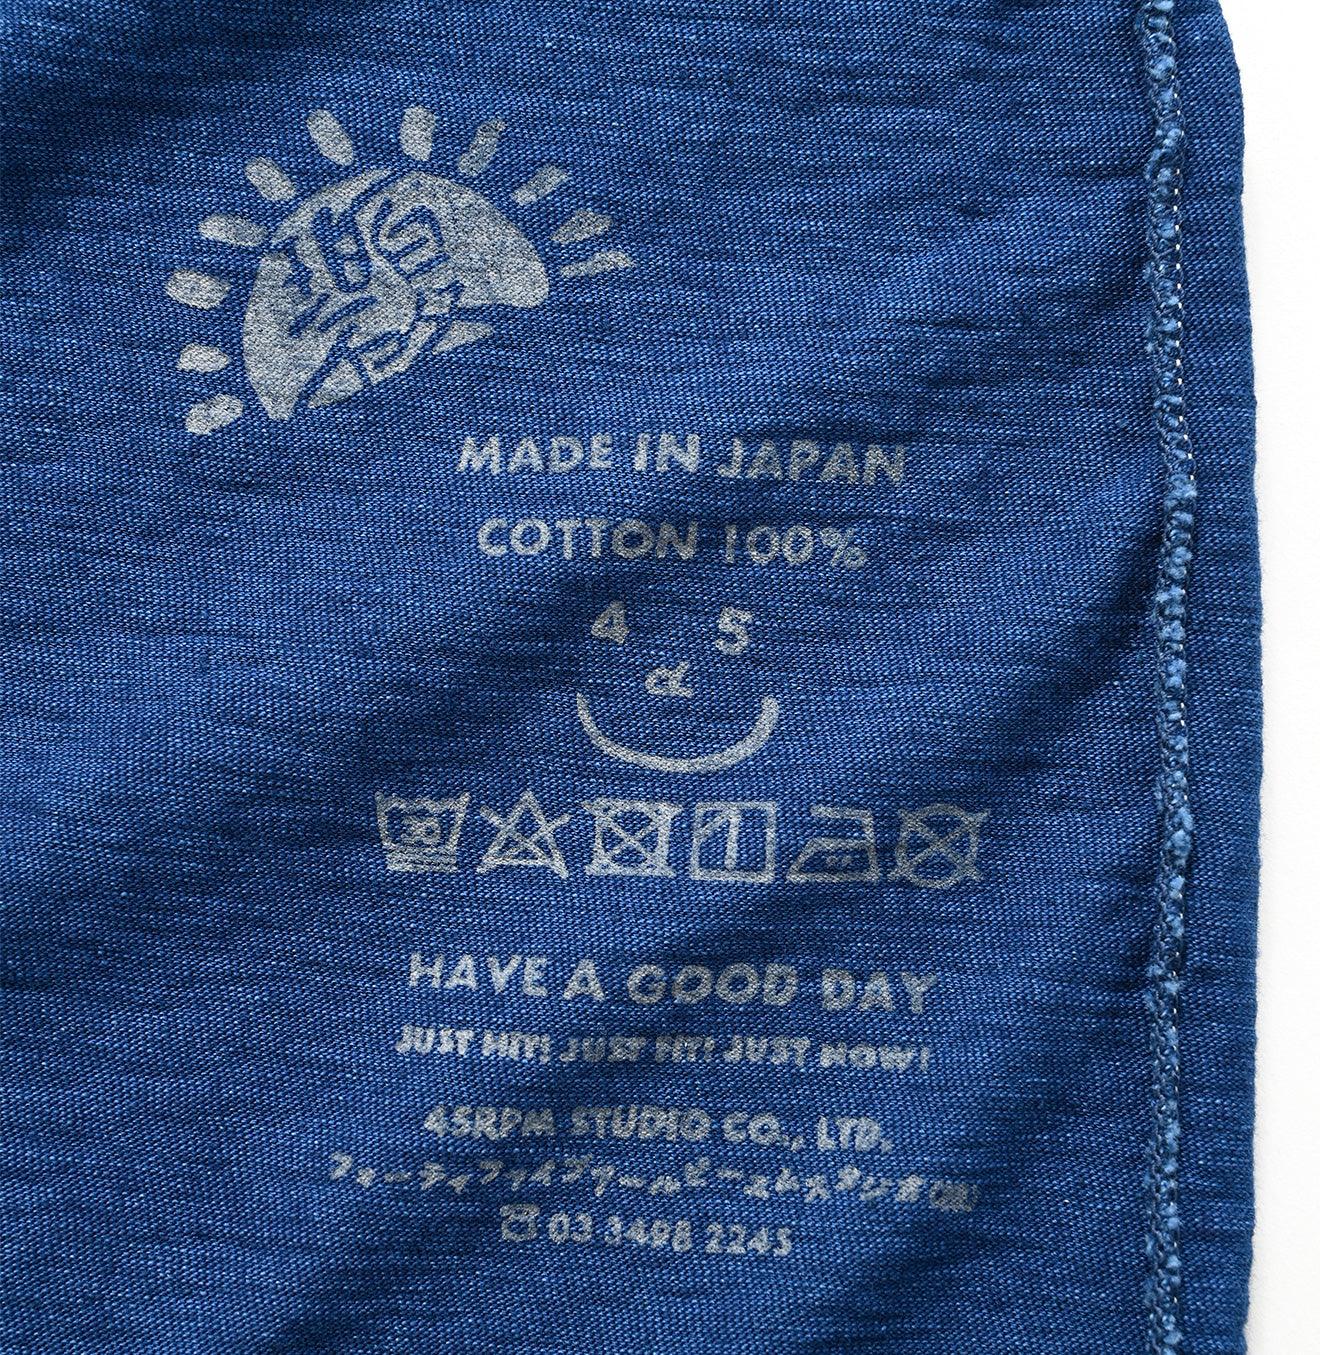 MADE IN JAPAN
COTTON 100%
4 5
R
30
HAVE A GOOD DAY
JUST HIT! JUST FIT! JUST NOW!
45RPM STUDIO CO., LTD.
フォーティファイブアールピーエムスタジオ(株)
☎ 03 3498 2245